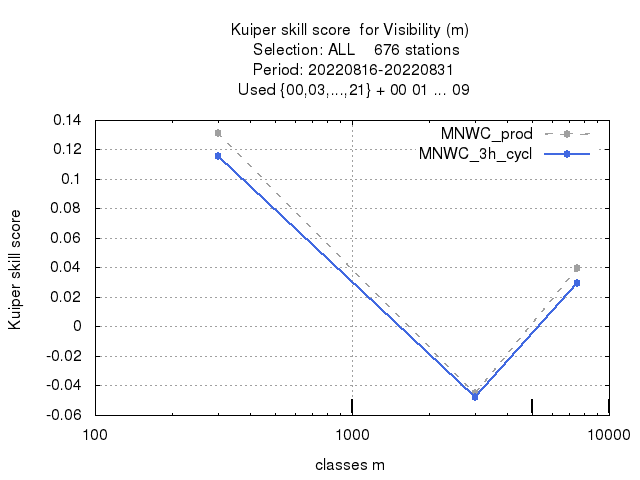 Kuiper skill score  for Visibility (m)
Selection: ALL    676 stations
Period: 20220816-20220831
Used {00,03,...,21} + 00 01 ... 09
MNWC_prod
MNWC_3h_cycl
0.14
0.12
0.1
0.08
0.06
0.04
0.02
0
-0.02
-0.04
-0.06
Kuiper skill score
100
1000
10000
classes m